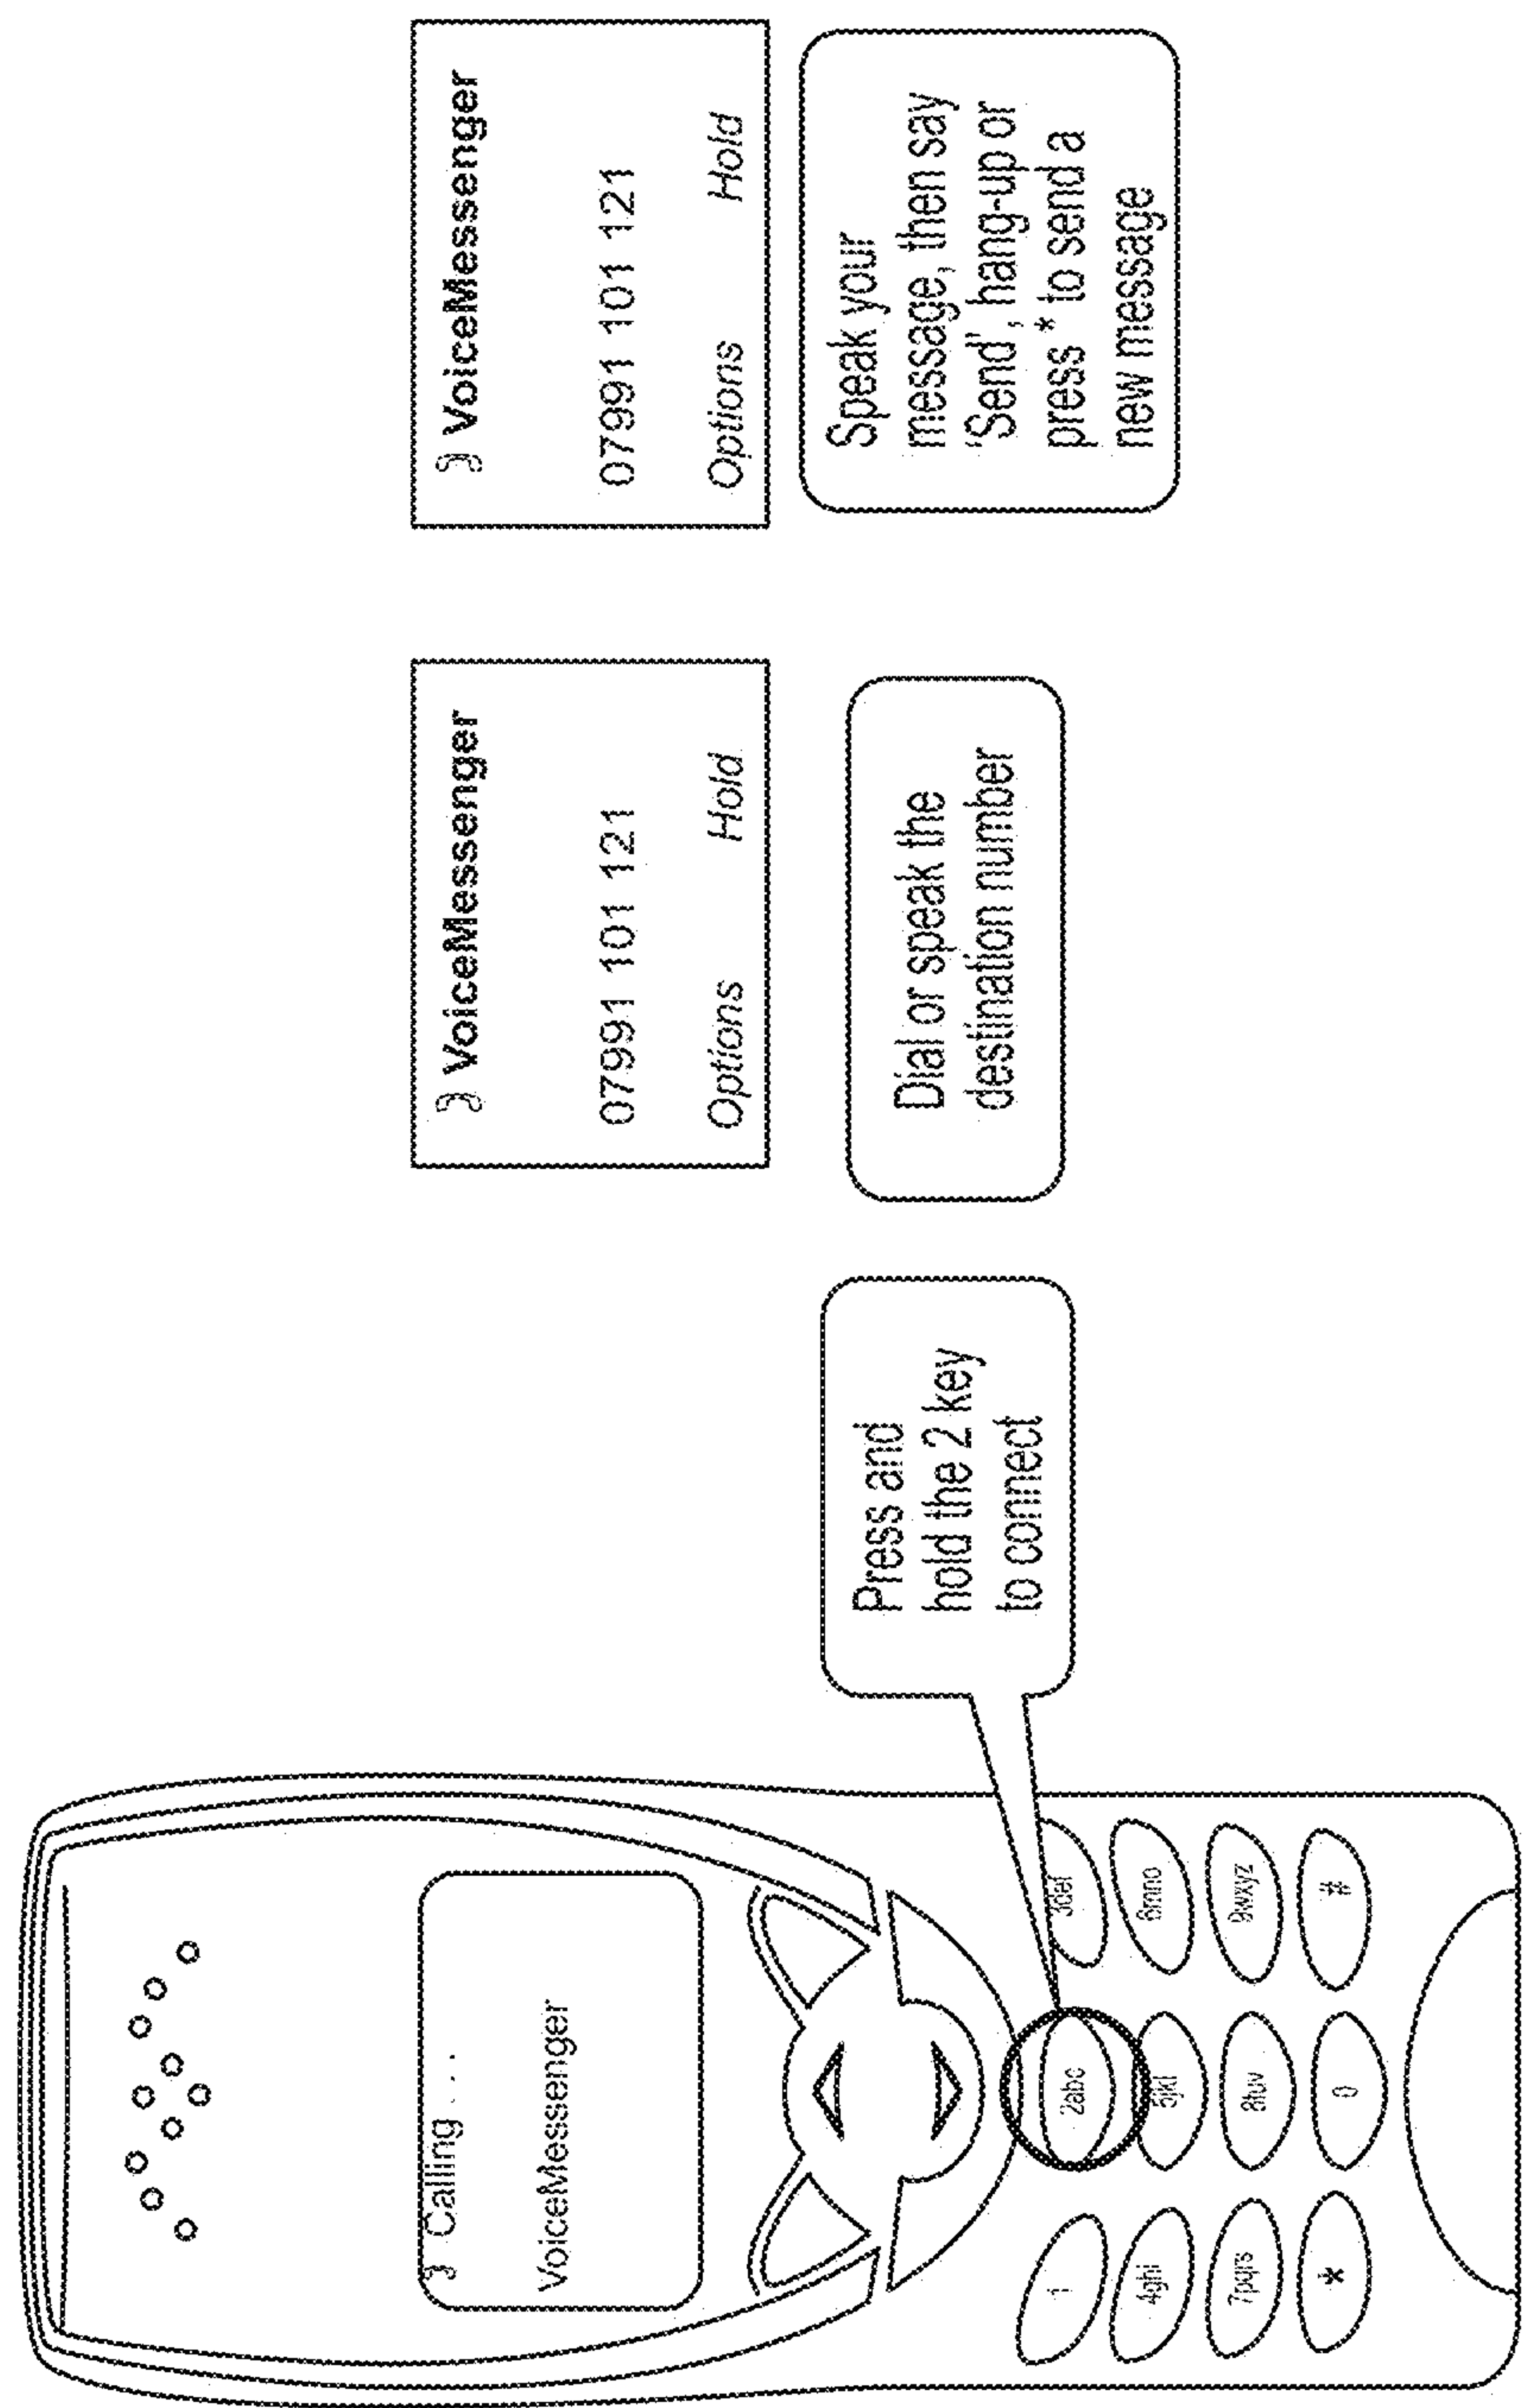 Calling . . .
VoiceMessenger
1
2abc
3def
4ghi
5jkl
6mno
7pqrs
8tuv
9wxyz
*
0
#
Press and
hold the 2 key
to connect
VoiceMessenger
07991 101 121
Options Hold
Dial or speak the
destination number
VoiceMessenger
07991 101 121
Options Hold
Speak your
message, then say
'Send', hang-up or
press * to send a
new message